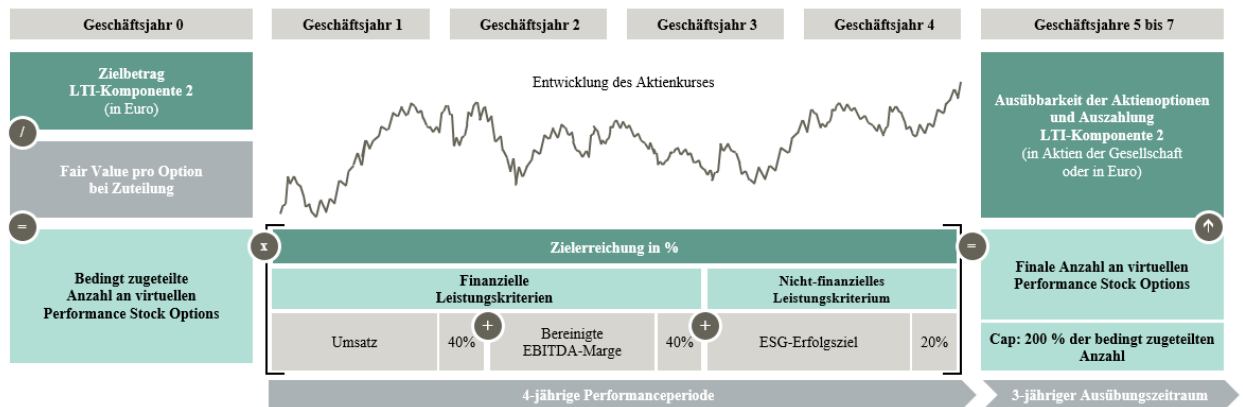 Geschäftsjahr 0
Geschäftsjahr 1
Geschäftsjahr 2
Geschäftsjahr 3
Geschäftsjahr 4
Geschäftsjahre 5 bis 7
Zielbetrag
LTI-Komponente 2
(in Euro)
/
Fair Value pro Option
bei Zuteilung
=
Bedingt zugeteilte
Anzahl an virtuellen
Performance Stock Options
Entwicklung des Aktienkurses
x
Zielerreichung in %
Finanzielle
Leistungskriterien
Nicht-finanzielles
Leistungskriterium
Umsatz
40%
+
Bereinigte
EBITDA-Marge
40%
+
ESG-Erfolgsziel
20%
4-jährige Performanceperiode
=
Ausübbarkeit der Aktienoptionen
und Auszahlung
LTI-Komponente 2
(in Aktien der Gesellschaft
oder in Euro)
↑
Finale Anzahl an virtuellen
Performance Stock Options
Cap: 200 % der bedingt zugeteilten
Anzahl
3-jähriger Ausübungszeitraum